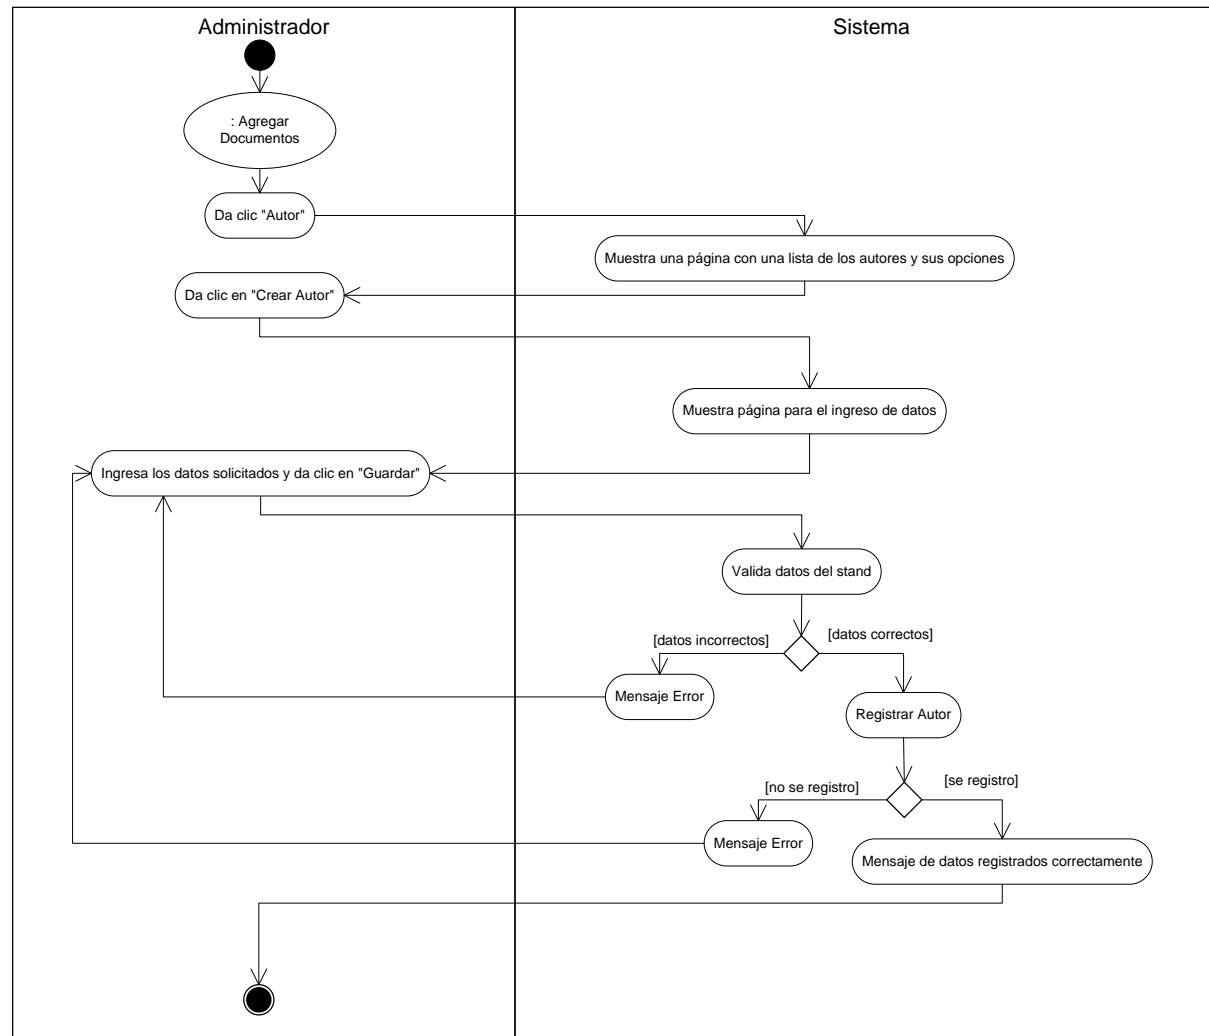 Administrador
Sistema
: Agregar
Documentos
Da clic "Autor"
Muestra una página con una lista de los autores y sus opciones
Da clic en "Crear Autor"
Muestra página para el ingreso de datos
Ingresa los datos solicitados y da clic en "Guardar"
Valida datos del stand
[datos incorrectos]
[datos correctos]
Mensaje Error
Registrar Autor
[no se registro]
[se registro]
Mensaje Error
Mensaje de datos registrados correctamente